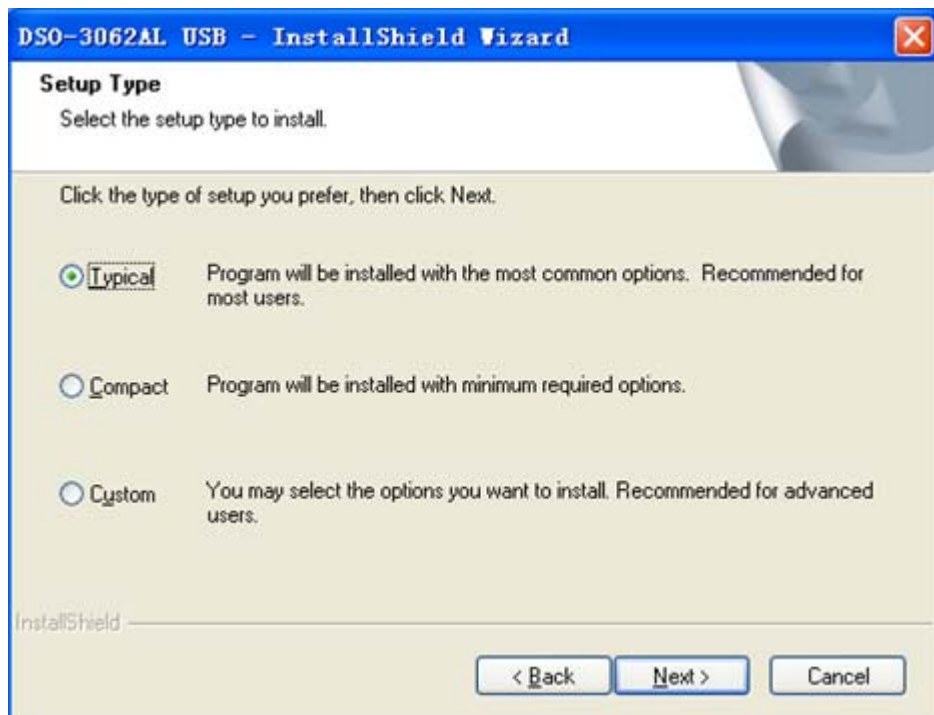 DSO-3062AL USB - InstallShield Wizard
Setup Type
Select the setup type to install.
Click the type of setup you prefer, then click Next.
Typical
Program will be installed with the most common options. Recommended for
most users.
Compact
Program will be installed with minimum required options.
Custom
You may select the options you want to install. Recommended for advanced
users.
InstallShield
< Back
Next >
Cancel